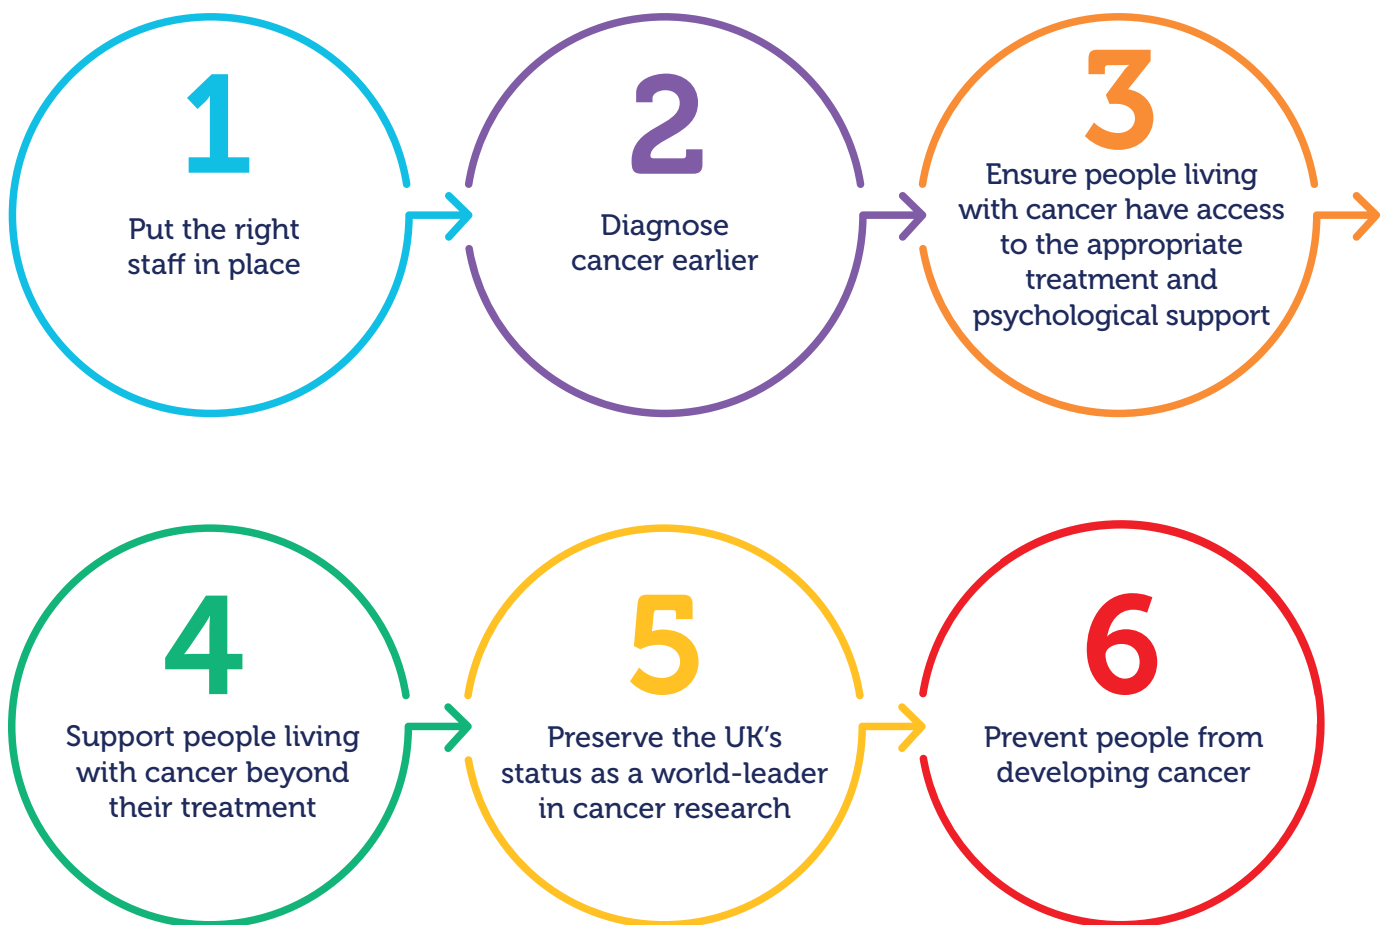 1
Put the right
staff in place
2
Diagnose
cancer earlier
3
Ensure people living
with cancer have access
to the appropriate
treatment and
psychological support
4
Support people living
with cancer beyond
their treatment
5
Preserve the UK's
status as a world-leader
in cancer research
6
Prevent people from
developing cancer